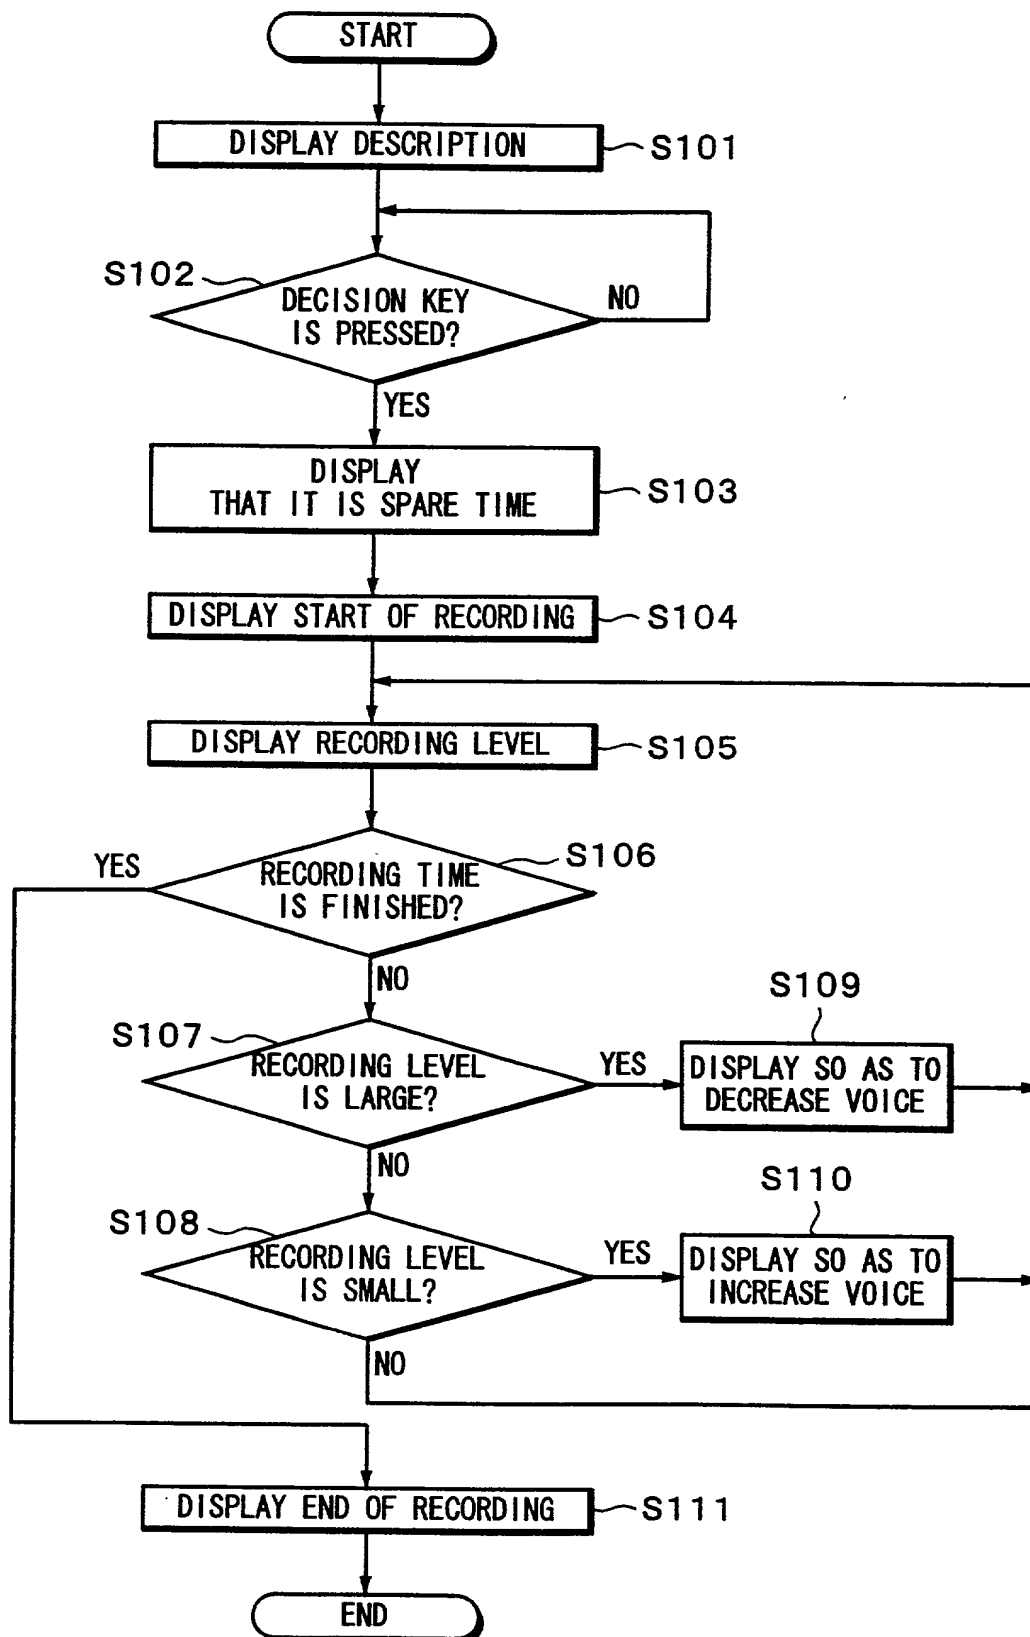 START
DISPLAY DESCRIPTION
S101
S102
DECISION KEY
IS PRESSED?
NO
YES
DISPLAY
THAT IT IS SPARE TIME
S103
DISPLAY START OF RECORDING
S104
DISPLAY RECORDING LEVEL
S105
YES
RECORDING TIME
IS FINISHED?
S106
NO
S107
RECORDING LEVEL
IS LARGE?
YES
S109
DISPLAY SO AS TO
DECREASE VOICE
NO
S108
RECORDING LEVEL
IS SMALL?
YES
S110
DISPLAY SO AS TO
INCREASE VOICE
NO
DISPLAY END OF RECORDING
S111
END